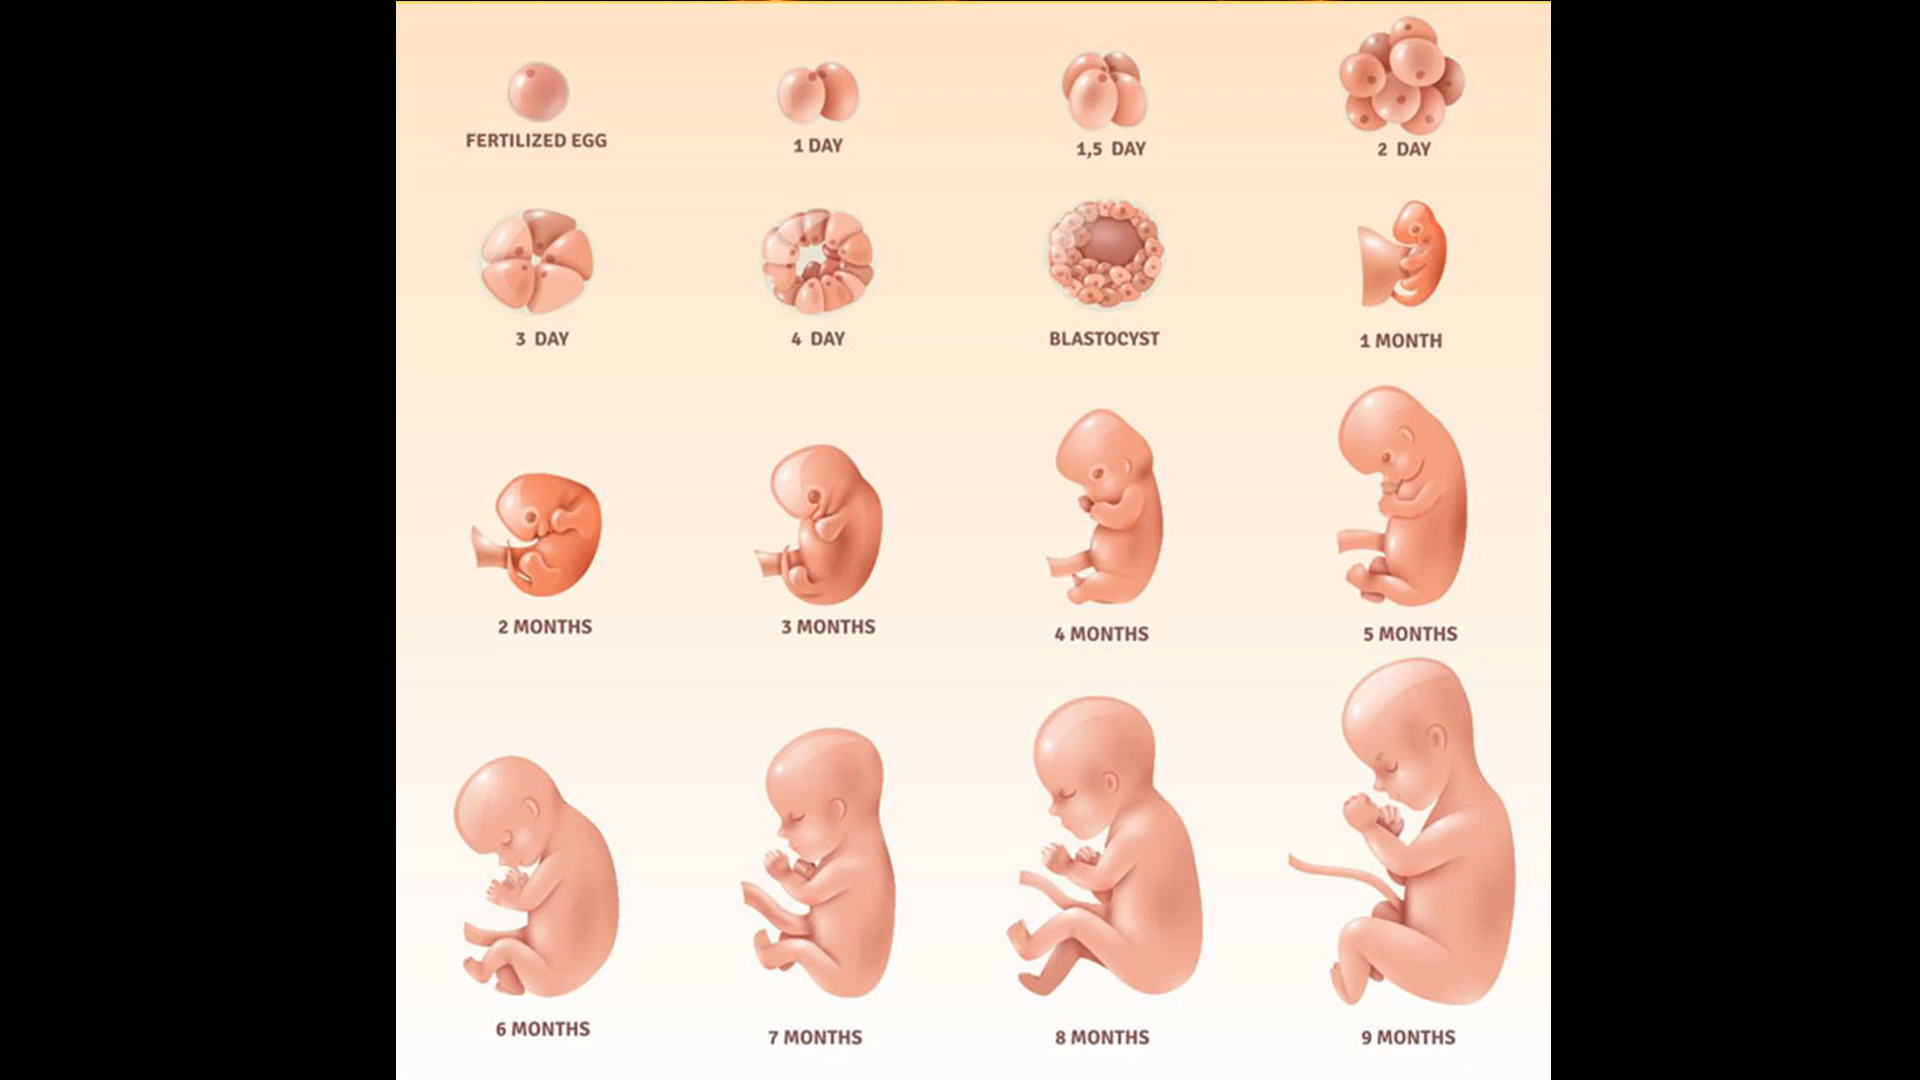 FERTILIZED EGG
1 DAY
1,5 DAY
2 DAY
3 DAY
4 DAY
BLASTOCYST
1 MONTH
2 MONTHS
3 MONTHS
4 MONTHS
5 MONTHS
6 MONTHS
7 MONTHS
8 MONTHS
9 MONTHS